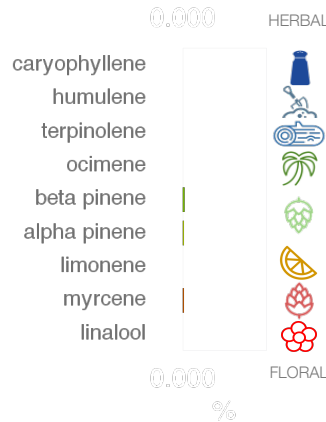 0.000
HERBAL
caryophyllene
humulene
terpinolene
ocimene
beta pinene
alpha pinene
limonene
myrcene
linalool
0.000
FLORAL
%